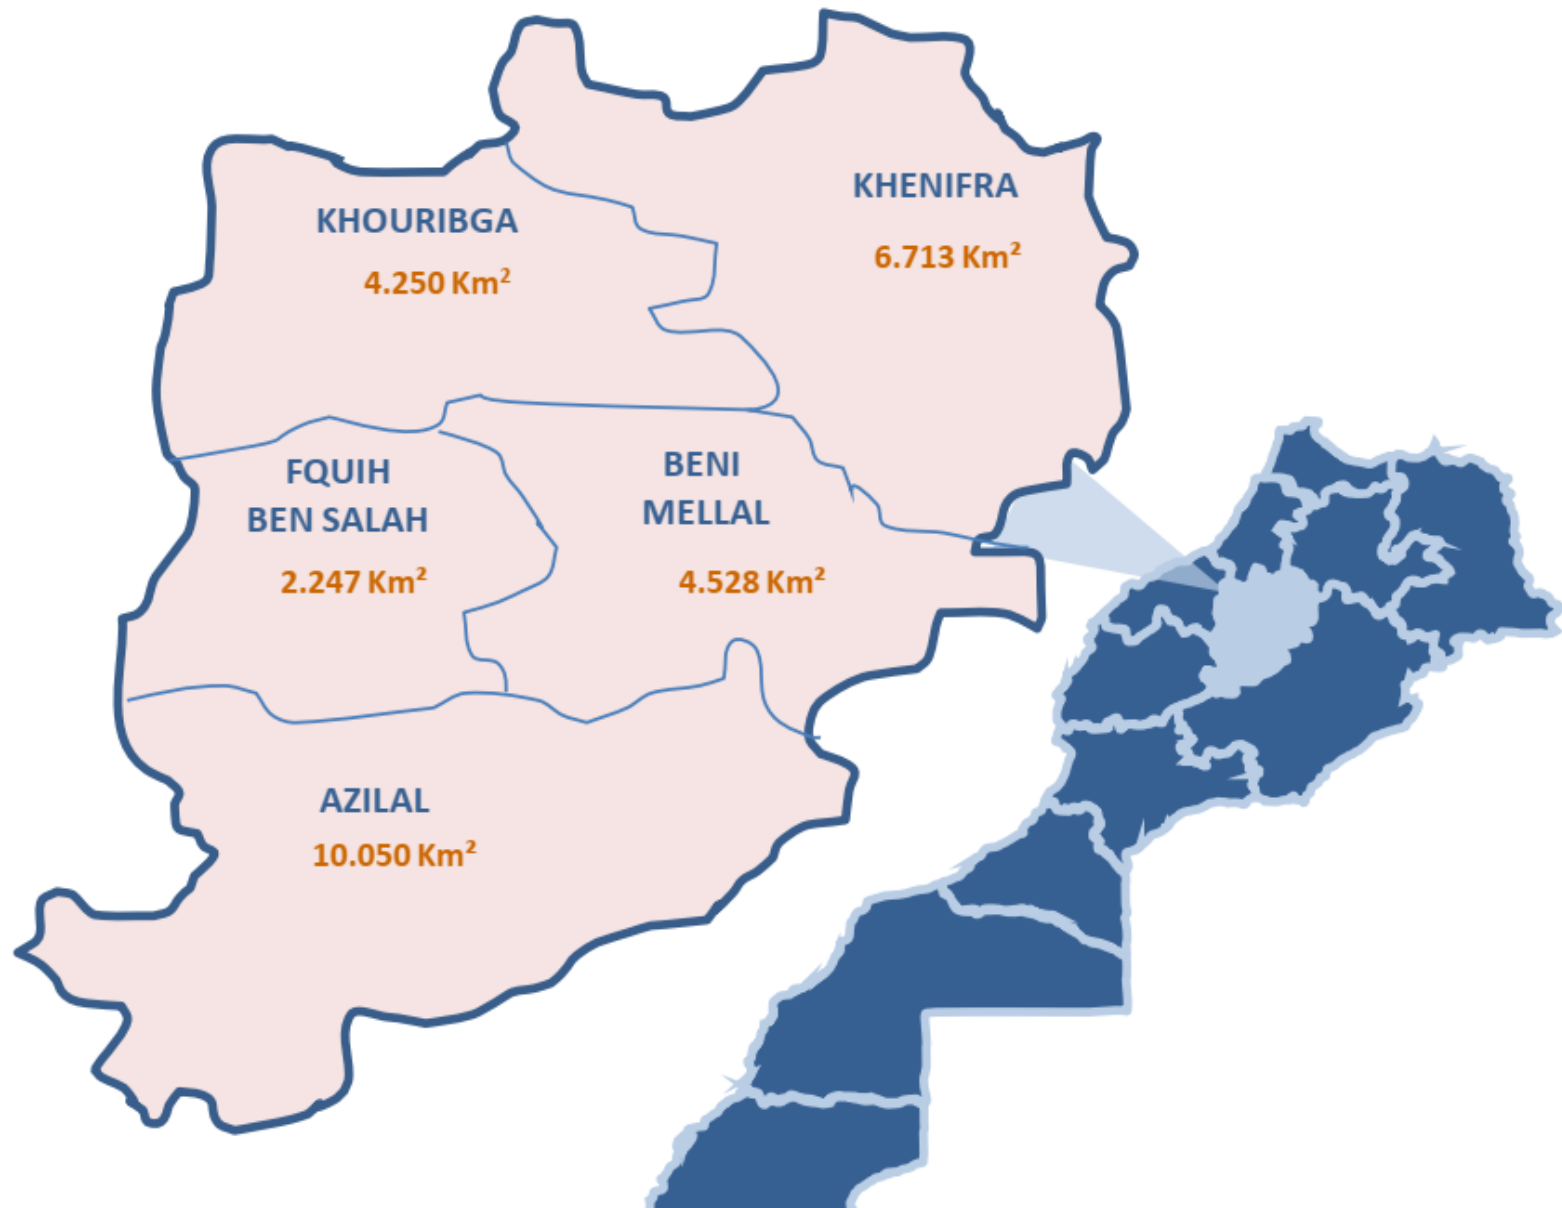 KHENIFRA
6.713 Km²
KHOURIBGA
4.250 Km²
FQUIH
BEN SALAH
2.247 Km²
BENI
MELLAL
4.528 Km²
AZILAL
10.050 Km²